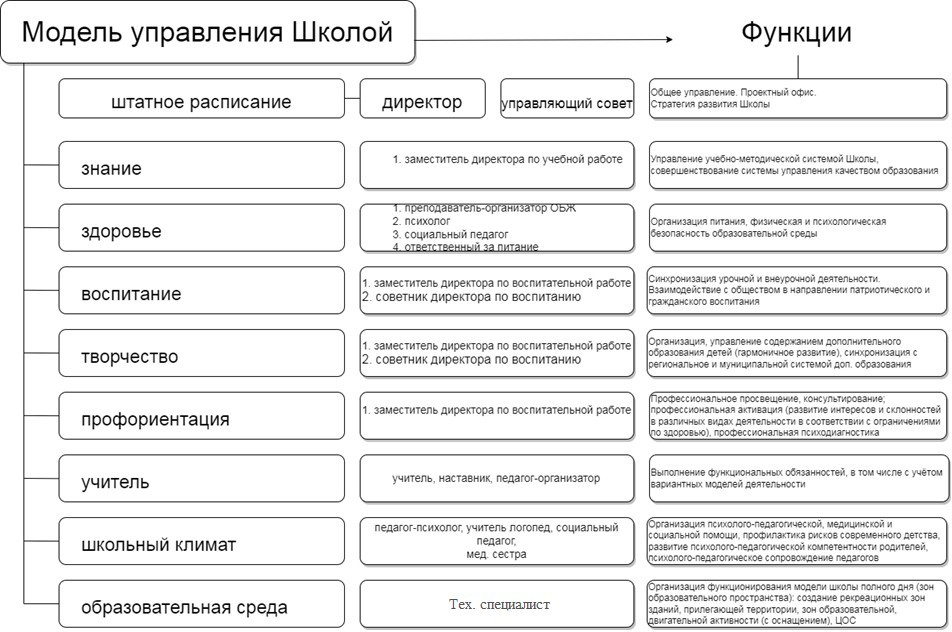 Модель управления Школой
Функции
штатное расписание
директор
управляющий совет
Общее управление. Проектный офис.
Стратегия развития Школы
знание
1. заместитель директора по учебной работе
Управление учебно-методической системой Школы,
совершенствование системы управления качеством образования
здоровье
1. преподаватель-организатор ОБЖ
2. психолог
3. социальный педагог
4. ответственный за питание
Организация питания, физическая и психологическая
безопасность образовательной среды
воспитание
1. заместитель директора по воспитательной работе
2. советник директора по воспитанию
Синхронизация урочной и внеурочной деятельности.
Взаимодействие с обществом в направлении патриотического и
гражданского воспитания
творчество
1. заместитель директора по воспитательной работе
2. советник директора по воспитанию
Организация, управление содержанием дополнительного
образования детей (гармоничное развитие), синхронизация с
региональное и муниципальной системой доп. образования
профориентация
1. заместитель директора по воспитательной работе
Профессиональное просвещение, консультирование;
профессиональная активация (развитие интересов и склонностей
в различных видах деятельности в соответствии с ограничениями
по здоровью), профессиональная психодиагностика
учитель
учитель, наставник, педагог-организатор
Выполнение функциональных обязанностей, в том числе с учётом
вариантных моделей деятельности
школьный климат
педагог-психолог, учитель логопед, социальный
педагог,
мед. сестра
Организация психолого-педагогической, медицинской и
социальной помощи, профилактика рисков современного детства,
развитие психолого-педагогической компетентности родителей,
психолого-педагогическое сопровождение педагогов
образовательная среда
Тех. специалист
Организация функционирования модели школы полного дня (зон
образовательного пространства): создание рекреационных зон
зданий, прилегающей территории, зон образовательной,
двигательной активности (с оснащением), ЦОС